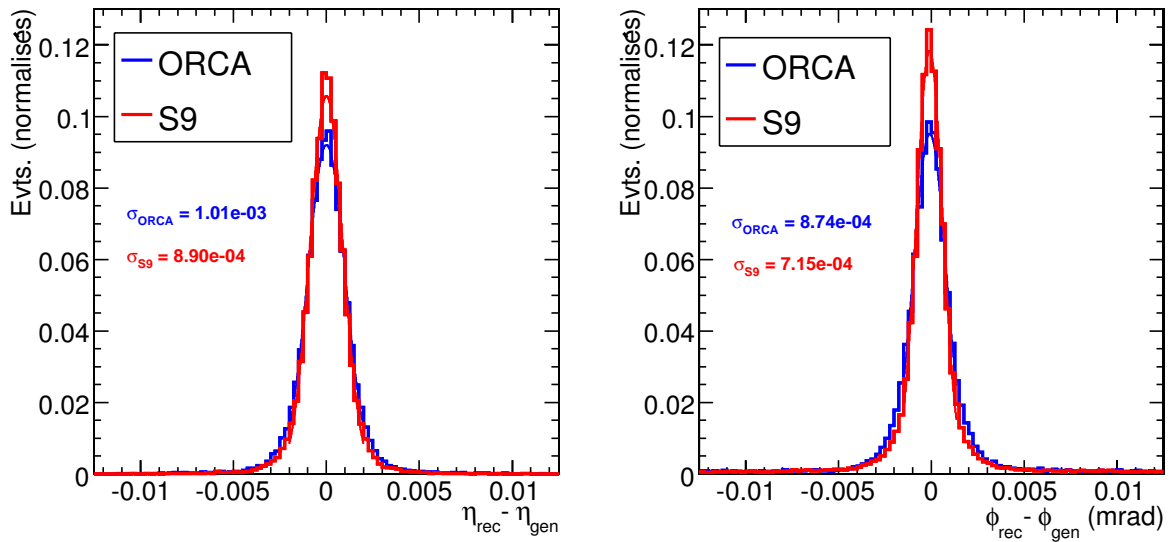 Evts. (normalises)
0.12
0.1
0.08
0.06
0.04
0.02
0
ORCA
S9
σORCA = 1.01e-03
σS9 = 8.90e-04
-0.01 -0.005 0 0.005 0.01
ηrec - ηgen
Evts. (normalises)
0.12
0.1
0.08
0.06
0.04
0.02
0
ORCA
S9
σORCA = 8.74e-04
σS9 = 7.15e-04
-0.01 -0.005 0 0.005 0.01
ϕrec - ϕgen (mrad)